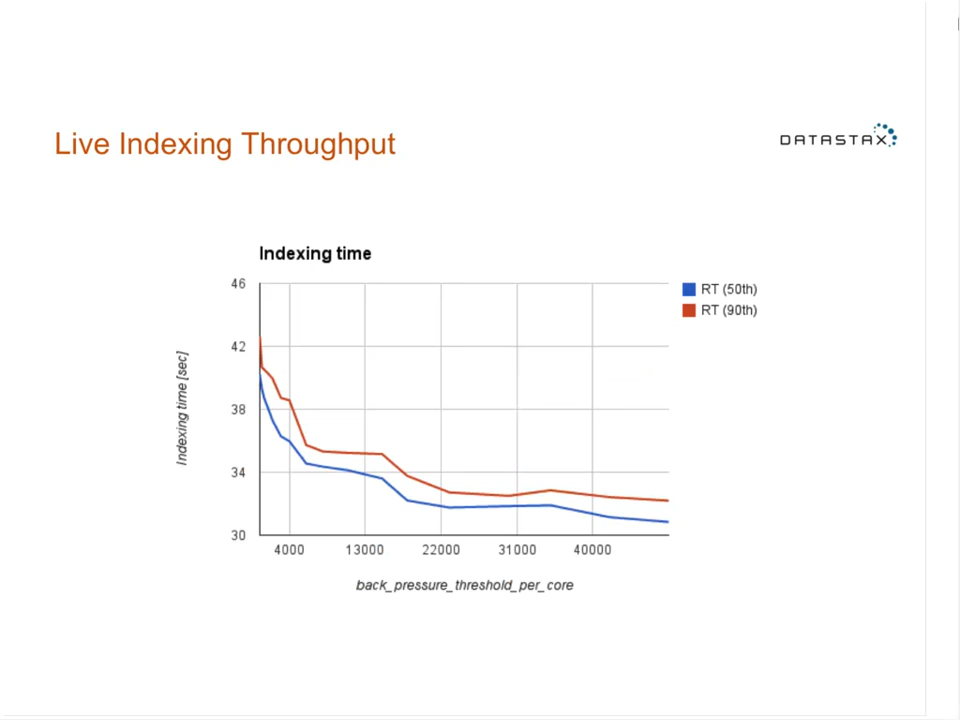 Live Indexing Throughput
DATASTAX
Indexing time
46
42
38
34
30
Indexing time [sec]
4000 13000 22000 31000 40000
back_pressure_threshold_per_core
RT (50th)
RT (90th)